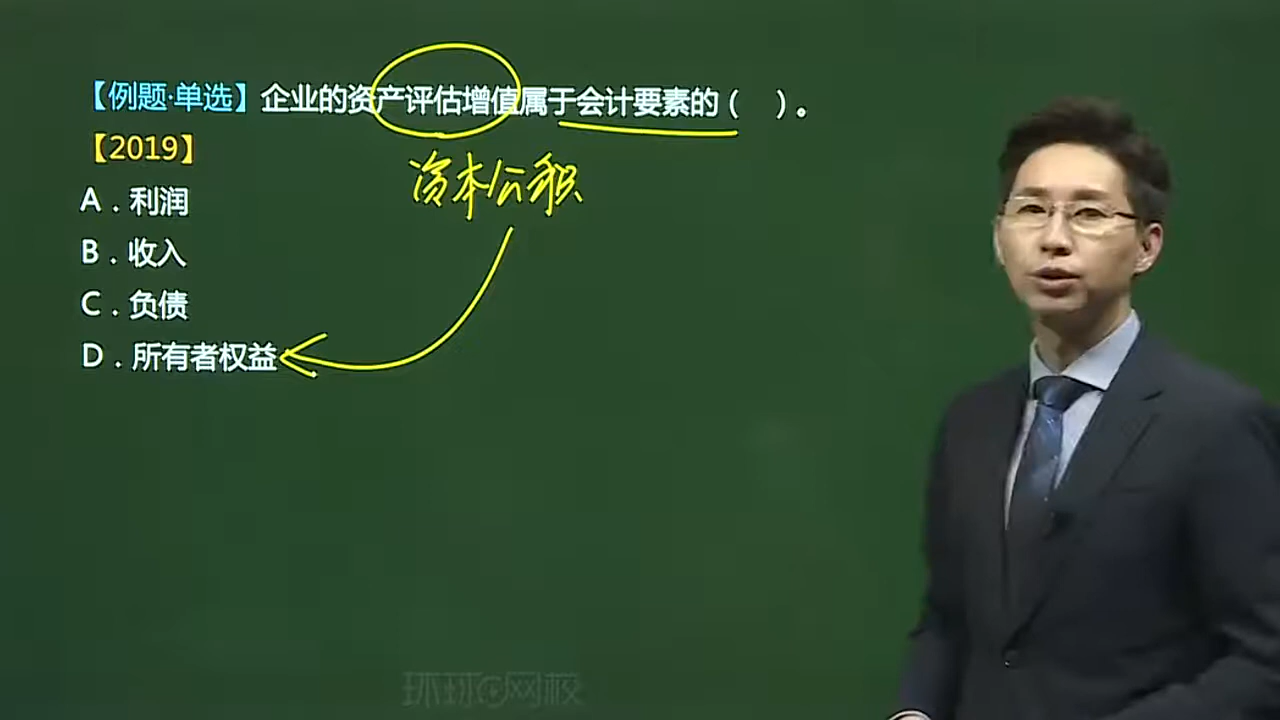 【例题·单选】企业的资产评估增值属于会计要素的（ ）。
【2019】
资本公积
A．利润
B．收入
C．负债
D．所有者权益
环球网校